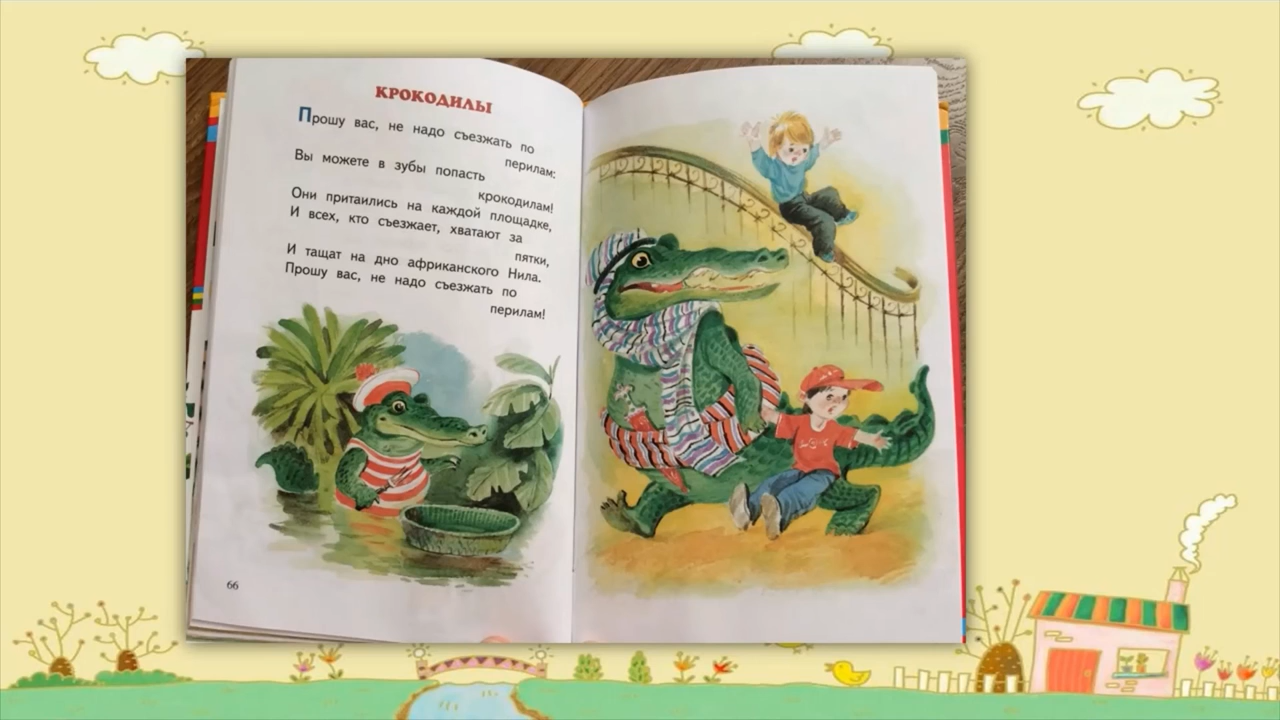 КРОКОДИЛЫ
Прошу вас, не надо съезжать по
перилам:
Вы можете в зубы попасть
крокодилам!
Они притаились на каждой площадке,
И всех, кто съезжает, хватают за
пятки,
И тащат на дно африканского Нила.
Прошу вас, не надо съезжать по
перилам!
66